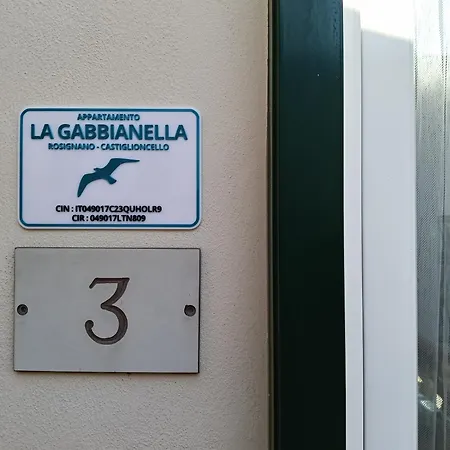 APPARTAMENTO
LA GABBIANELLA
ROSIGNANO - CASTIGLIONCELLO
CIN : IT049017C23QUHOLR9
CIR : 049017LTN809
3